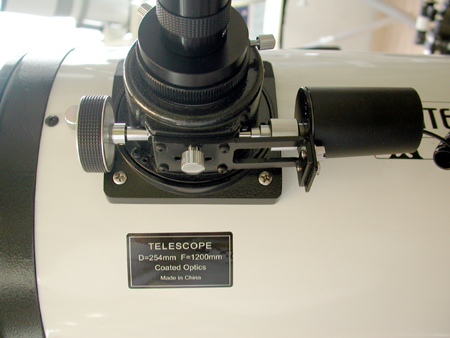 TELESCOPE
D=254mm F=1200mm
Coated Optics
Made in China